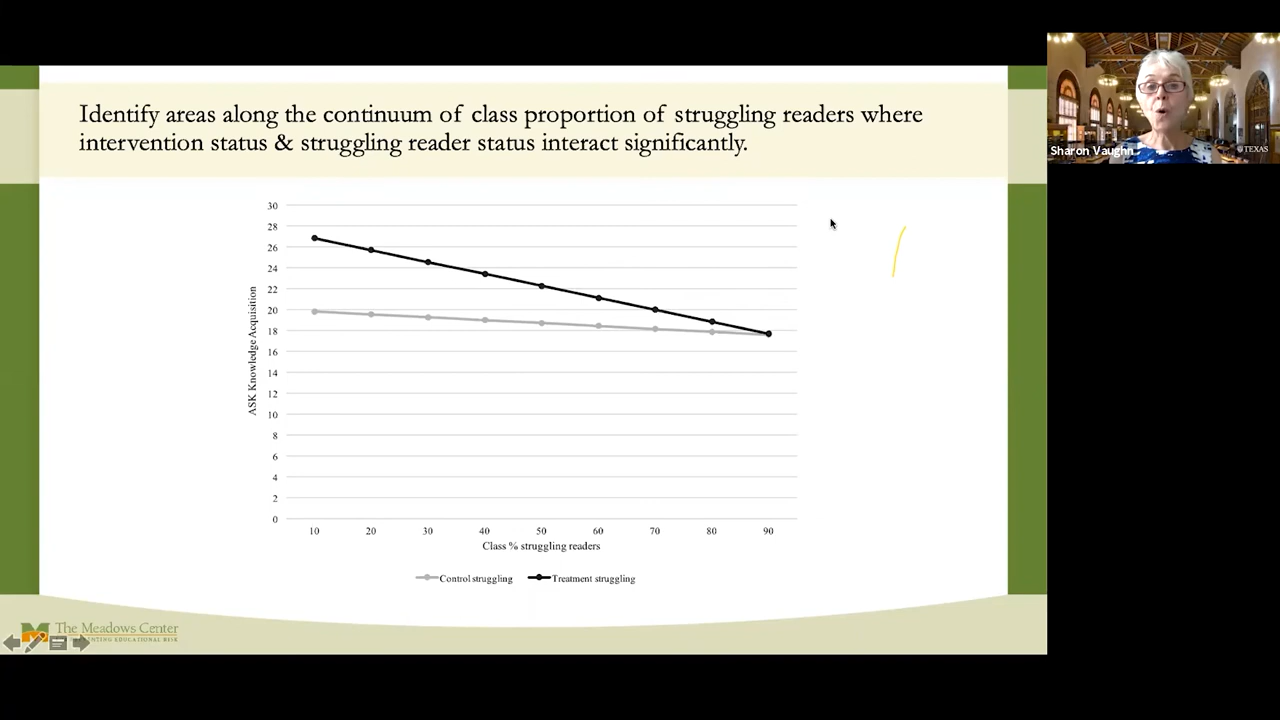 Identify areas along the continuum of class proportion of struggling readers where
intervention status & struggling reader status interact significantly.
Sharon Vaughn
TEXAS
30
28
26
24
22
20
18
16
14
12
10
8
6
4
2
0
ASK Knowledge Acquisition
10 20 30 40 50 60 70 80 90
Class % struggling readers
Control struggling Treatment struggling
The Meadows Center
EDUCATIONAL RISK